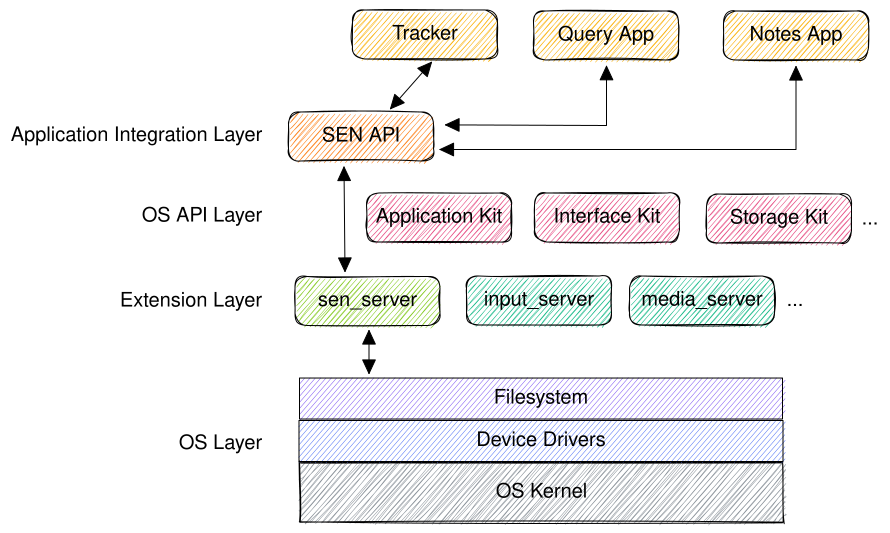 Tracker
Query App
Notes App
Application Integration Layer
SEN API
OS API Layer
Application Kit
Interface Kit
Storage Kit
...
Extension Layer
sen_server
input_server
media_server
...
Filesystem
OS Layer
Device Drivers
OS Kernel